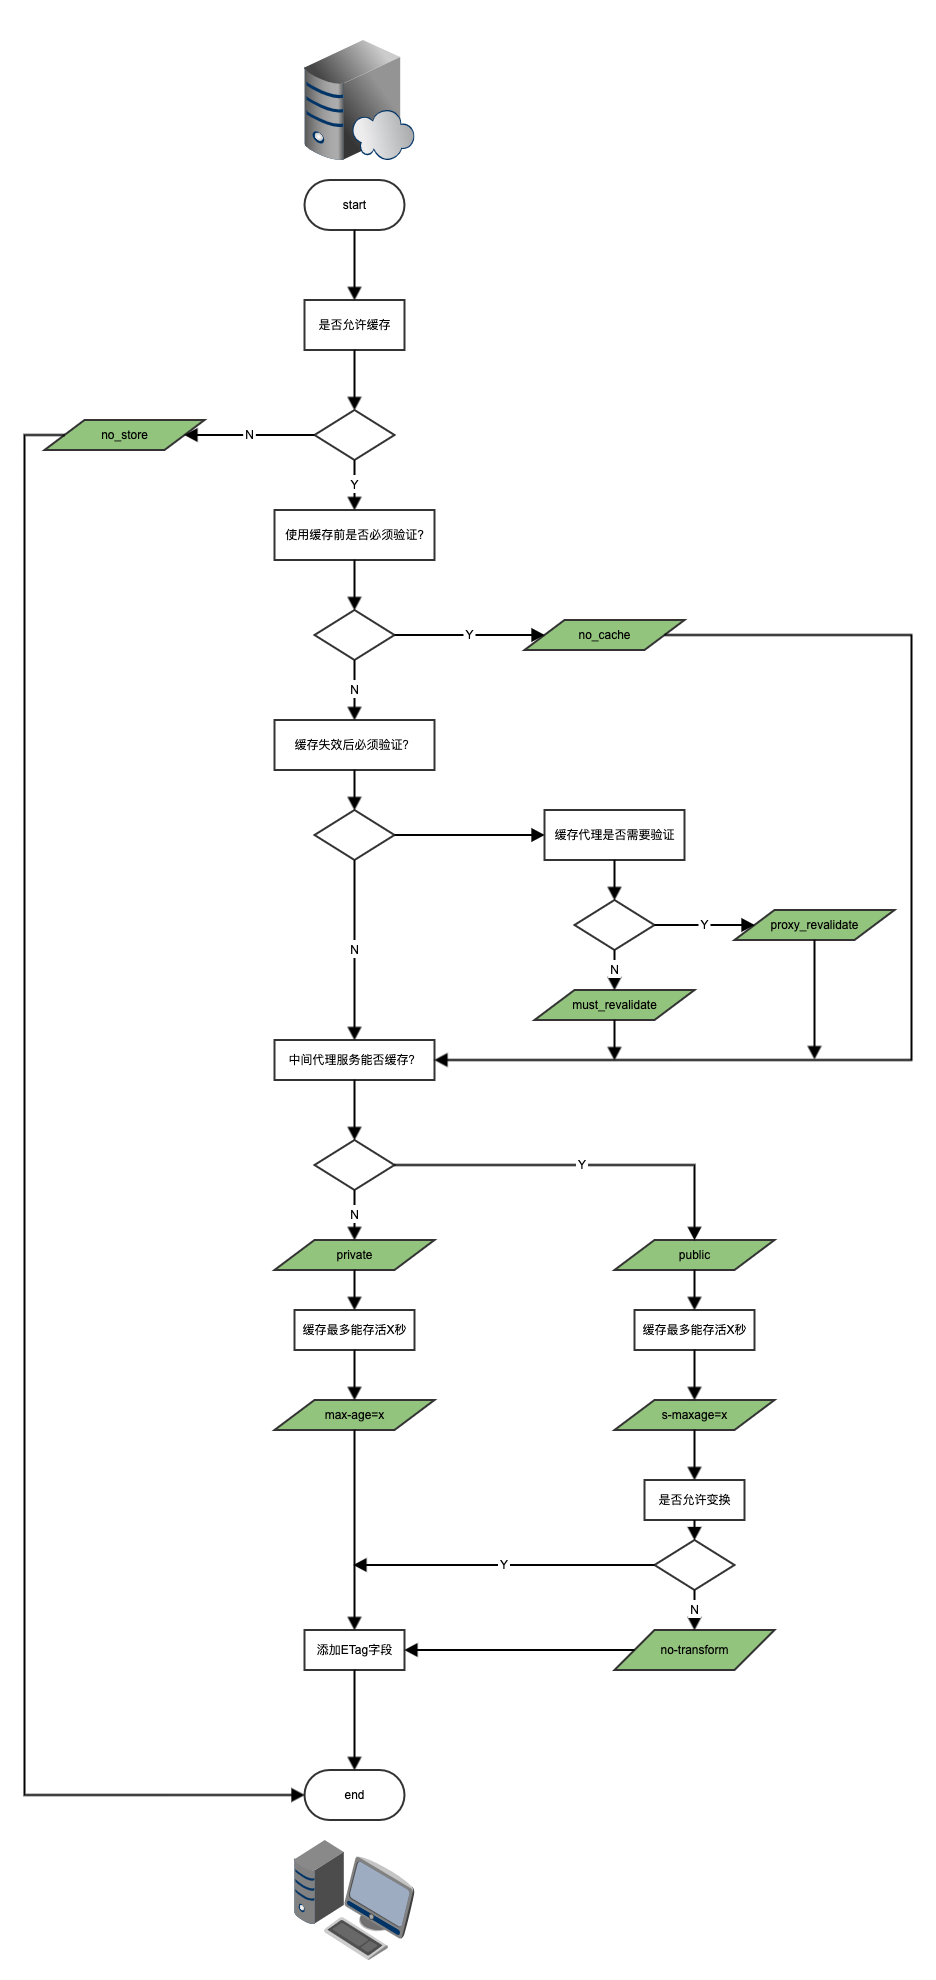 start
是否允许缓存
no_store
N
Y
使用缓存前是否必须验证?
Y
no_cache
N
缓存失效后必须验证?
缓存代理是否需要验证
Y
proxy_revalidate
N
N
must_revalidate
中间代理服务能否缓存?
Y
N
private
public
缓存最多能存活X秒
缓存最多能存活X秒
max-age=x
s-maxage=x
是否允许变换
Y
N
添加ETag字段
no-transform
end